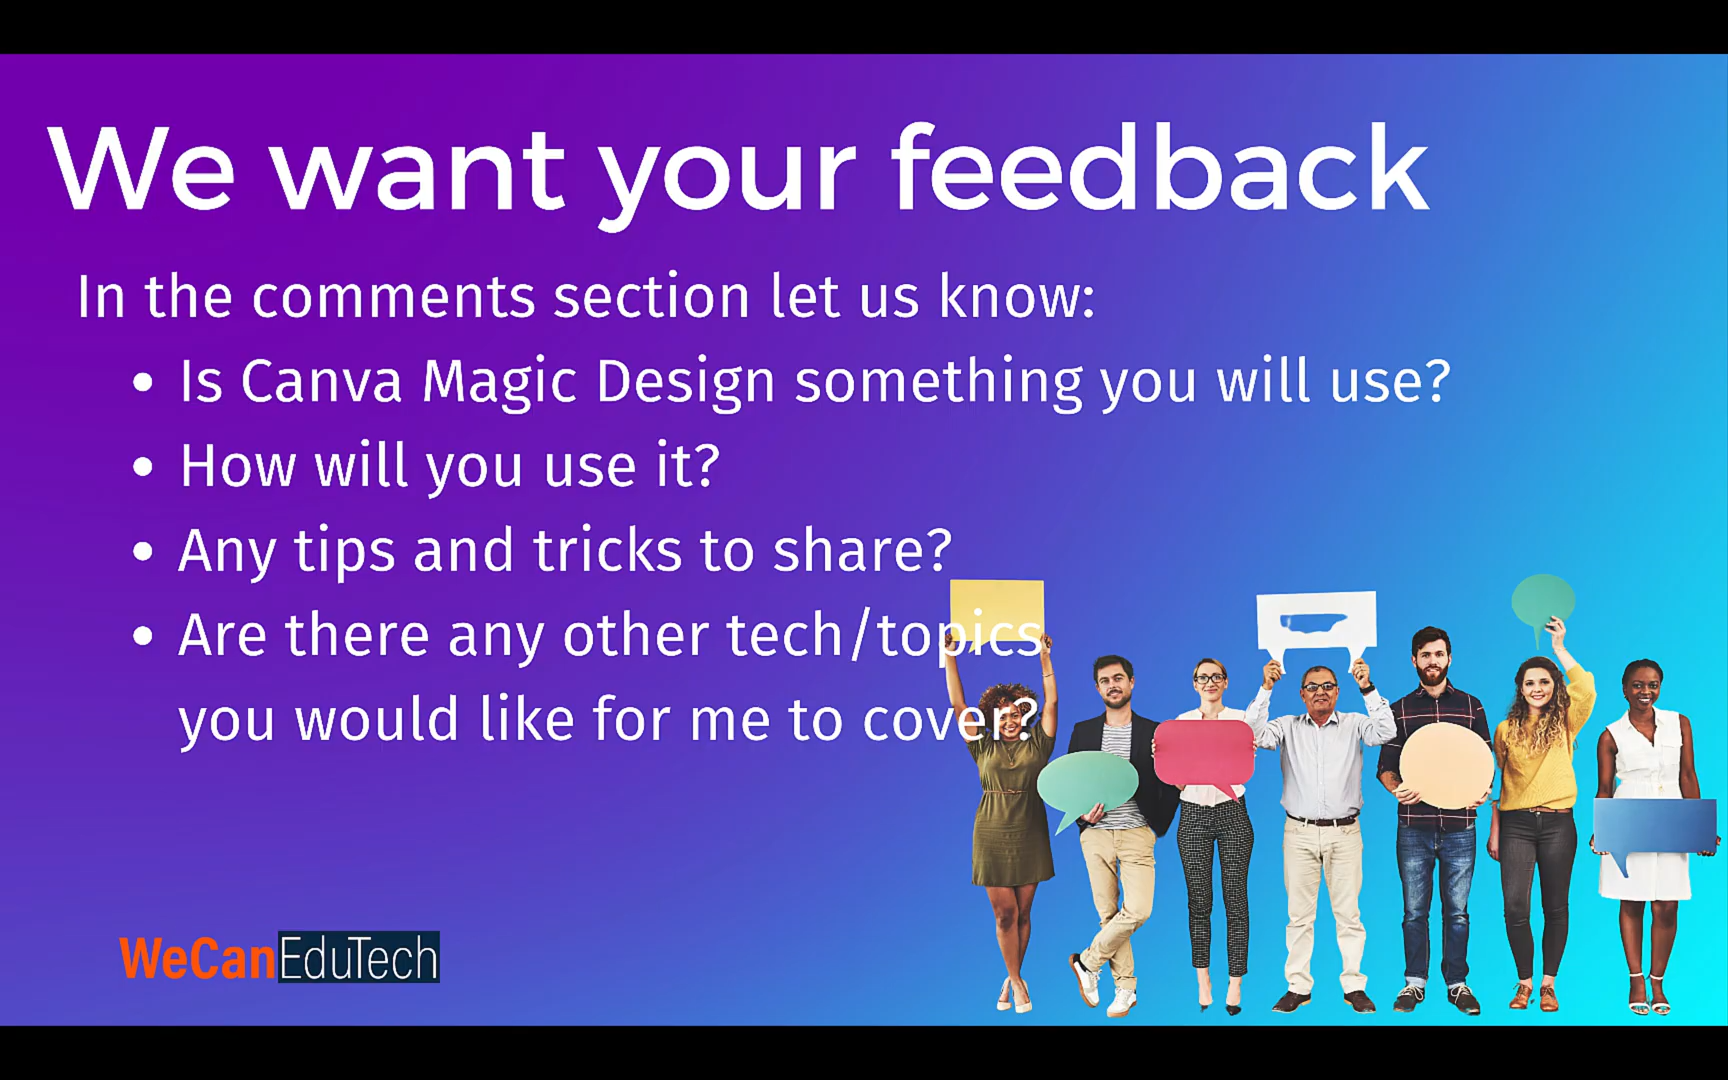 We want your feedback
In the comments section let us know:
• Is Canva Magic Design something you will use?
• How will you use it?
• Any tips and tricks to share?
• Are there any other tech/topics
you would like for me to cover?
WeCanEduTech